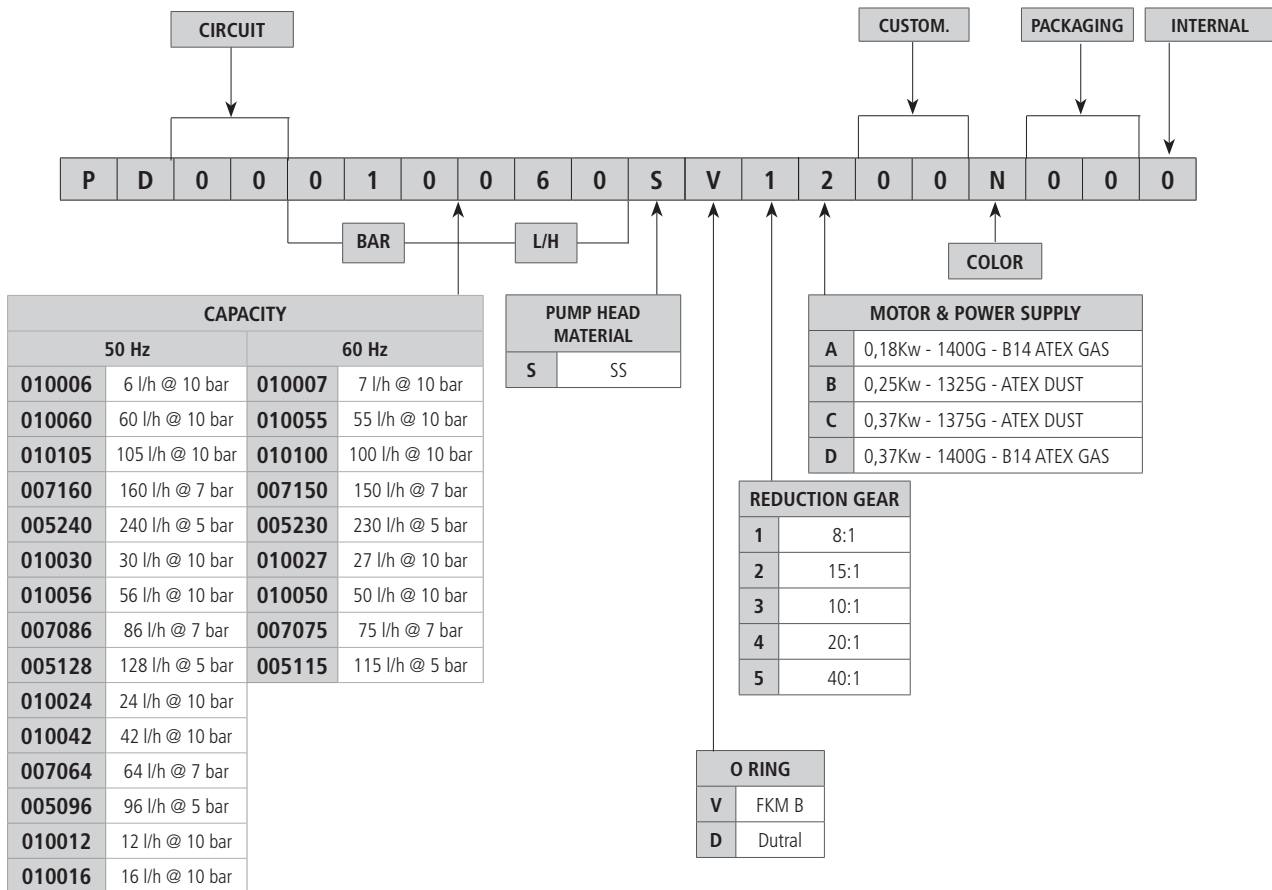 CIRCUIT
CUSTOM.
PACKAGING
INTERNAL
P D 0 0 0 1 0 0 6 0 S V 1 2 0 0 N 0 0 0
BAR
L/H
COLOR
CAPACITY
50 Hz 60 Hz
010006 6 l/h @ 10 bar 010007 7 l/h @ 10 bar
010060 60 l/h @ 10 bar 010055 55 l/h @ 10 bar
010105 105 l/h @ 10 bar 010100 100 l/h @ 10 bar
007160 160 l/h @ 7 bar 007150 150 l/h @ 7 bar
005240 240 l/h @ 5 bar 005230 230 l/h @ 5 bar
010030 30 l/h @ 10 bar 010027 27 l/h @ 10 bar
010056 56 l/h @ 10 bar 010050 50 l/h @ 10 bar
007086 86 l/h @ 7 bar 007075 75 l/h @ 7 bar
005128 128 l/h @ 5 bar 005115 115 l/h @ 5 bar
010024 24 l/h @ 10 bar
010042 42 l/h @ 10 bar
007064 64 l/h @ 7 bar
005096 96 l/h @ 5 bar
010012 12 l/h @ 10 bar
010016 16 l/h @ 10 bar
PUMP HEAD
MATERIAL
S SS
MOTOR & POWER SUPPLY
A 0,18Kw - 1400G - B14 ATEX GAS
B 0,25Kw - 1325G - ATEX DUST
C 0,37Kw - 1375G - ATEX DUST
D 0,37Kw - 1400G - B14 ATEX GAS
REDUCTION GEAR
1 8:1
2 15:1
3 10:1
4 20:1
5 40:1
O RING
V FKM B
D Dutral